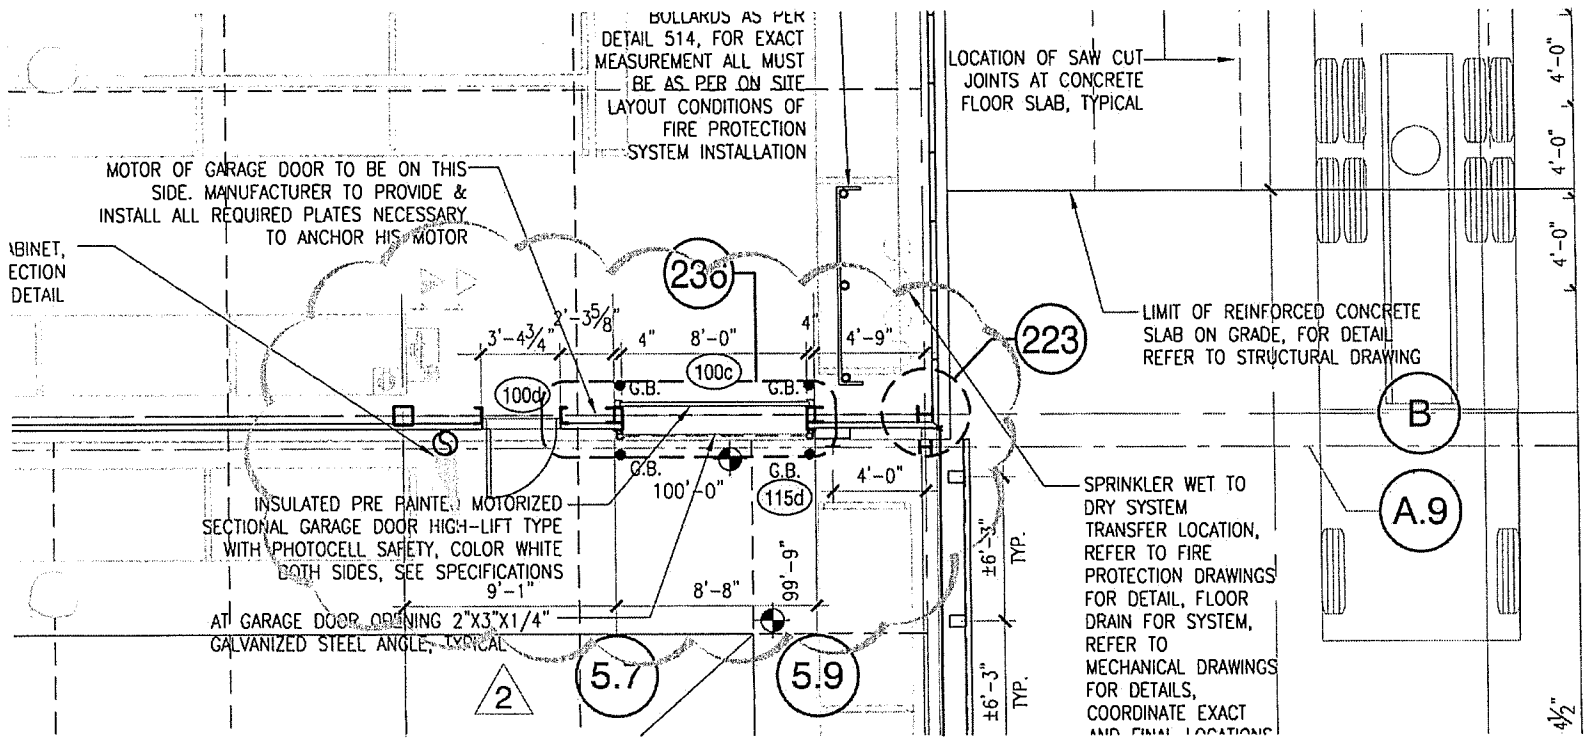 BOLLARDS AS PER
DETAIL 514, FOR EXACT
MEASUREMENT ALL MUST
BE AS PER ON SITE
LAYOUT CONDITIONS OF
FIRE PROTECTION
SYSTEM INSTALLATION
LOCATION OF SAW CUT
JOINTS AT CONCRETE
FLOOR SLAB, TYPICAL
4'-0"
4'-0"
4'-0"
MOTOR OF GARAGE DOOR TO BE ON THIS
SIDE. MANUFACTURER TO PROVIDE &
INSTALL ALL REQUIRED PLATES NECESSARY
TO ANCHOR HIS MOTOR
ABINET,
ECTION
DETAIL
236
223
LIMIT OF REINFORCED CONCRETE
SLAB ON GRADE, FOR DETAIL
REFER TO STRUCTURAL DRAWING
3'-4¾"
2'-3⅝"
4"
8'-0"
4"
4'-9"
100d
100c
G.B.
G.B.
B
G.B.
G.B.
100'-0"
115d
4'-0"
A.9
INSULATED PRE PAINTED MOTORIZED
SECTIONAL GARAGE DOOR HIGH-LIFT TYPE
WITH PHOTOCELL SAFETY, COLOR WHITE
BOTH SIDES, SEE SPECIFICATIONS
9'-1"
8'-8"
99'-9"
±6'-3"
TYP.
AT GARAGE DOOR OPENING 2"X3"X1/4"
GALVANIZED STEEL ANGLE, TYPICAL
SPRINKLER WET TO
DRY SYSTEM
TRANSFER LOCATION,
REFER TO FIRE
PROTECTION DRAWINGS
FOR DETAIL, FLOOR
DRAIN FOR SYSTEM,
REFER TO
MECHANICAL DRAWINGS
FOR DETAILS,
COORDINATE EXACT
AND FINAL LOCATIONS
2
5.7
5.9
±6'-3"
TYP.
4½"